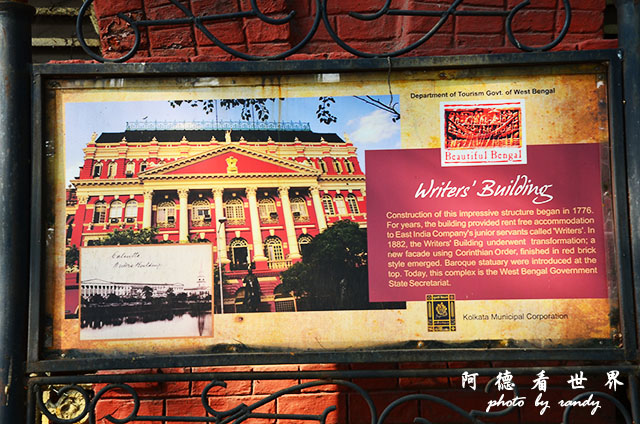 Department of Tourism Govt. of West Bengal
Beautiful Bengal
Writers' Building
Construction of this impressive structure began in 1776.
For years, the building provided rent free accommodation
to East India Company's junior servants called 'Writers'. In
1882, the Writers' Building underwent transformation; a
new facade using Corinthian Order, finished in red brick
style emerged. Baroque statuary were introduced at the
top. Today, this complex is the West Bengal Government
State Secretariat.
Calcutta
Building
Kolkata Municipal Corporation
阿德看世界
photo by randy